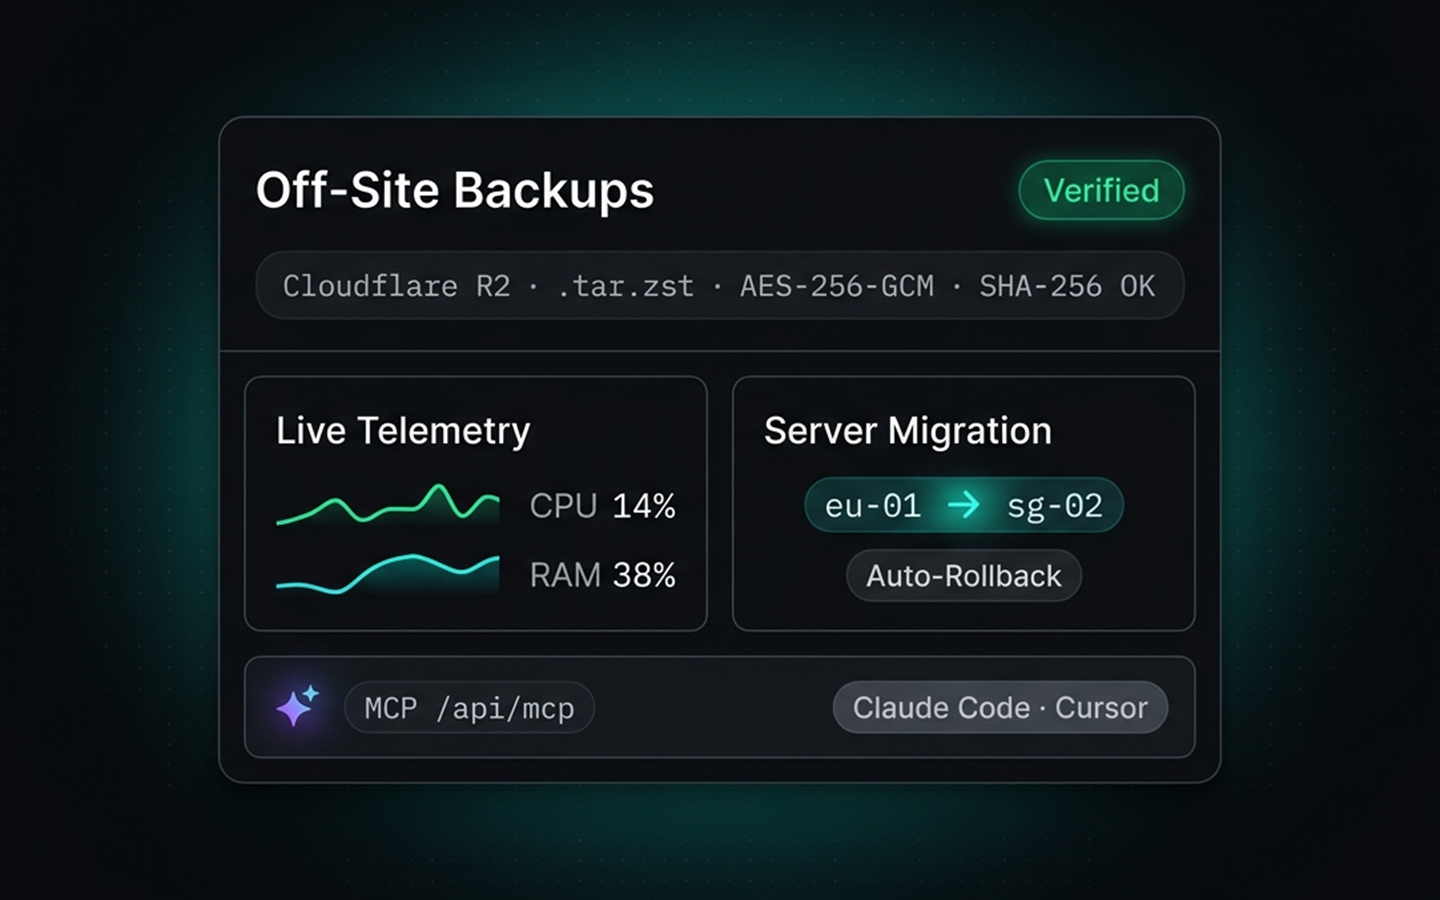 Off-Site Backups
Verified
Cloudflare R2 · .tar.zst · AES-256-GCM · SHA-256 OK
Live Telemetry
CPU 14%
RAM 38%
Server Migration
eu-01 → sg-02
Auto-Rollback
MCP /api/mcp
Claude Code · Cursor